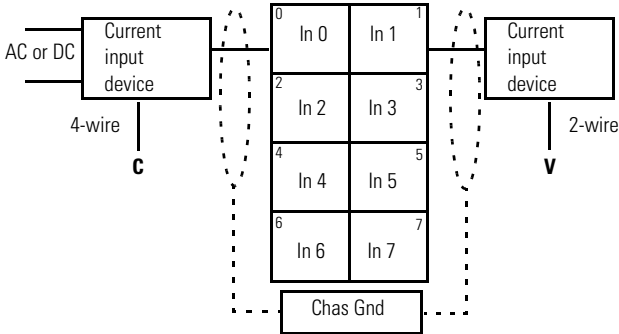 AC or DC
Current
input
device
4-wire
C
0
In 0
1
In 1
2
In 2
3
In 3
4
In 4
5
In 5
6
In 6
7
In 7
Chas Gnd
Current
input
device
2-wire
V